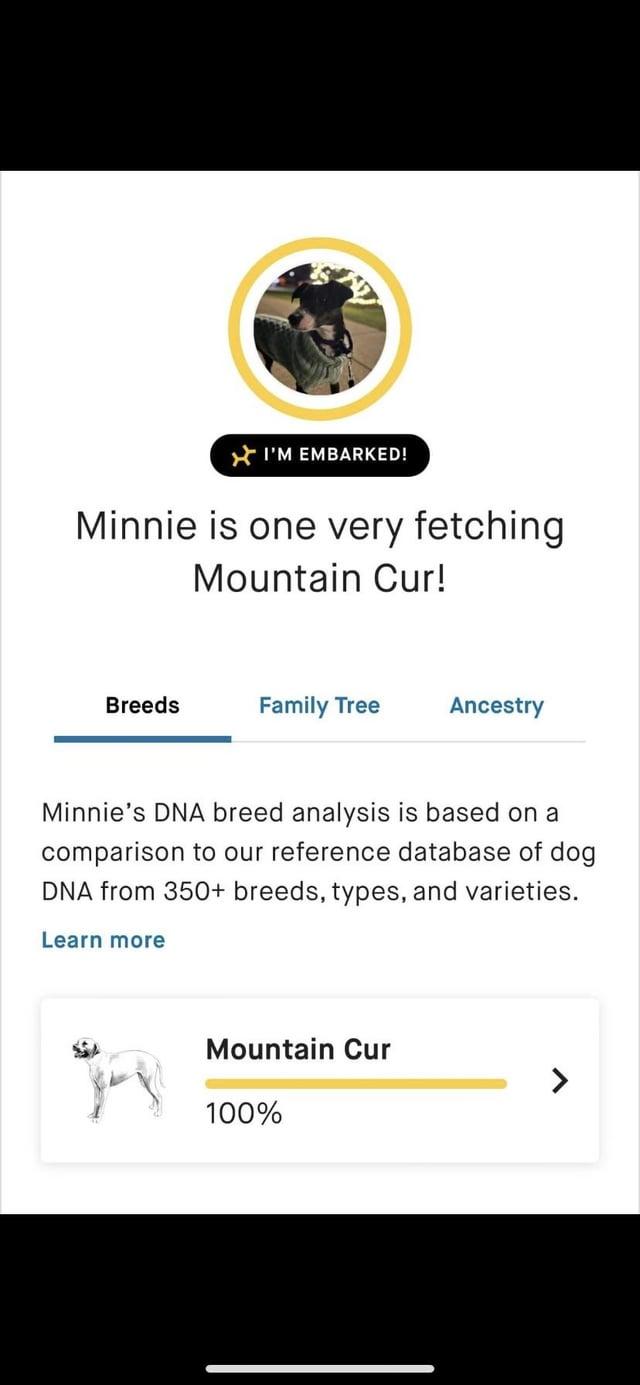 I'M EMBARKED!
Minnie is one very fetching
Mountain Cur!
Breeds Family Tree Ancestry
Minnie's DNA breed analysis is based on a
comparison to our reference database of dog
DNA from 350+ breeds, types, and varieties.
Learn more
Mountain Cur
100%